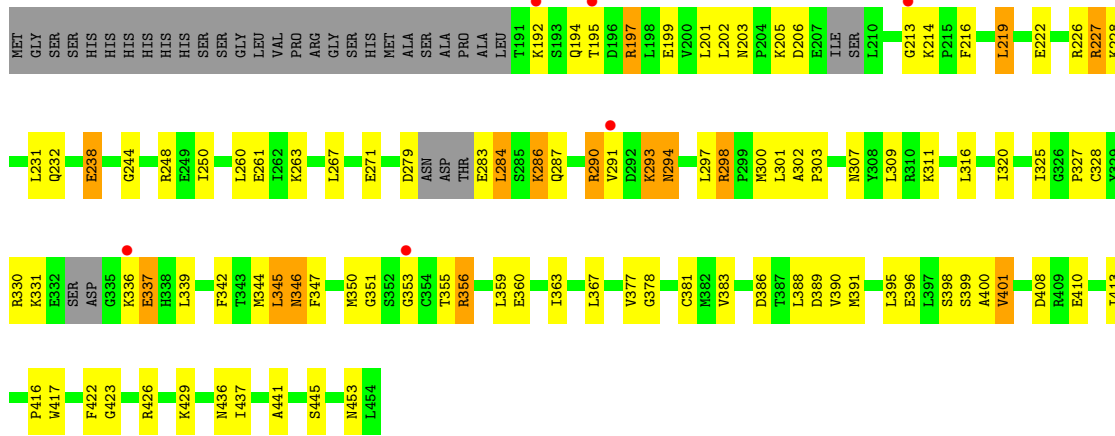 MET GLY SER SER HIS HIS HIS HIS HIS HIS SER SER GLY LEU VAL PRO ARG GLY SER HIS MET ALA SER ALA PRO ALA LEU T191 K192 S193 Q194 T195 D196 R197 L198 E199 V200 L201 L202 N203 P204 K205 D206 E207 ILE SER L210 G213 K214 P215 F216 L219 E222 R226 R227 K228
L231 Q232 E238 G244 R248 E249 I250 L260 E261 I262 K263 L267 E271 D279 ASN ASP THR E283 L284 S285 K286 Q287 R290 V291 D292 K293 N294 L297 R298 P299 M300 L301 A302 P303 N307 Y308 L309 R310 K311 L316 I320 I325 G326 P327 C328 Y329
R330 K331 E332 SER ASP G335 K336 E337 H338 L339 F342 T343 M344 L345 N346 F347 M350 G351 S352 G353 C354 T355 R356 L359 E360 I363 L367 V377 G378 C381 M382 V383 D386 T387 L388 D389 V390 M391 L395 E396 L397 S398 S399 A400 V401 D408 R409 E410
P416 W417 F422 G423 R426 K429 N436 I437 A441 S445 N453 L454